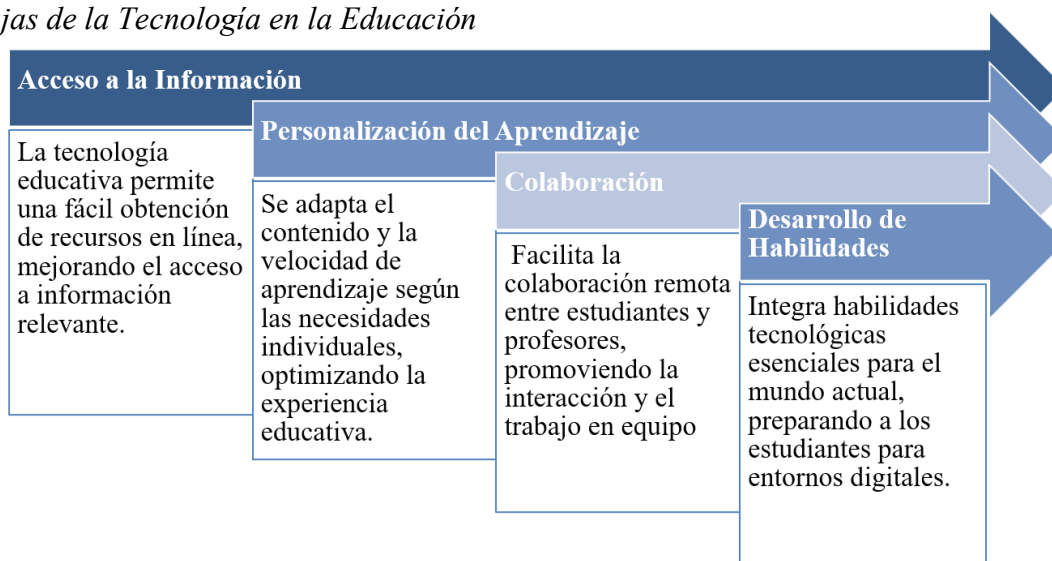 jas de la Tecnología en la Educación
Acceso a la Información
La tecnología
educativa permite
una fácil obtención
de recursos en línea,
mejorando el acceso
a información
relevante.
Personalización del Aprendizaje
Se adapta el
contenido y la
velocidad de
aprendizaje según
las necesidades
individuales,
optimizando la
experiencia
educativa.
Colaboración
Facilita la
colaboración remota
entre estudiantes y
profesores,
promoviendo la
interacción y el
trabajo en equipo
Desarrollo de
Habilidades
Integra habilidades
tecnológicas
esenciales para el
mundo actual,
preparando a los
estudiantes para
entornos digitales.